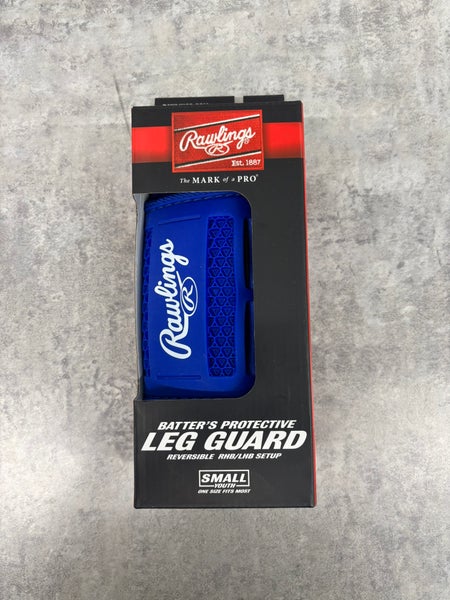 Rawlings
R
Est. 1887
The MARK of a PRO
Rawlings
R
BATTER'S PROTECTIVE
LEG GUARD
REVERSIBLE RHB/LHB SETUP
SMALL
YOUTH
ONE SIZE FITS MOST